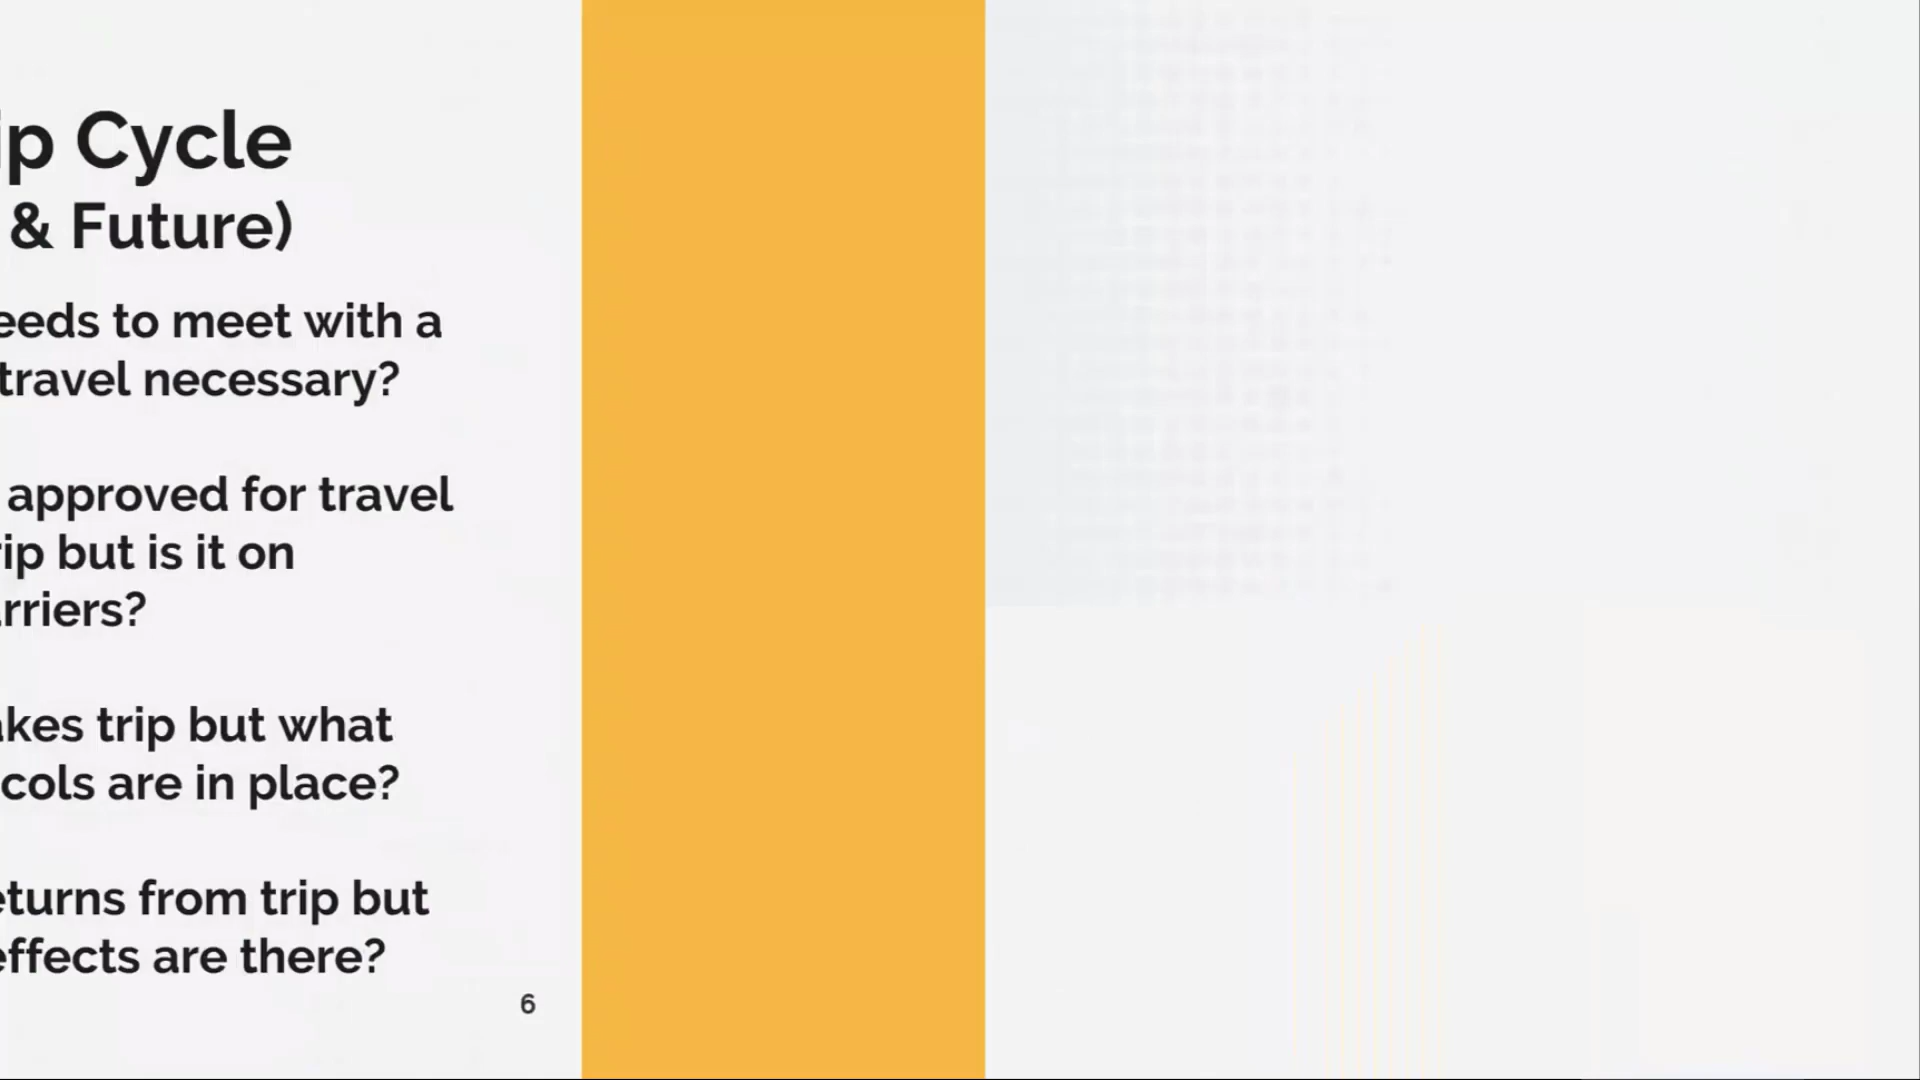 ip Cycle
& Future)
eeds to meet with a
travel necessary?
approved for travel
rip but is it on
rriers?
akes trip but what
cols are in place?
eturns from trip but
effects are there?
6